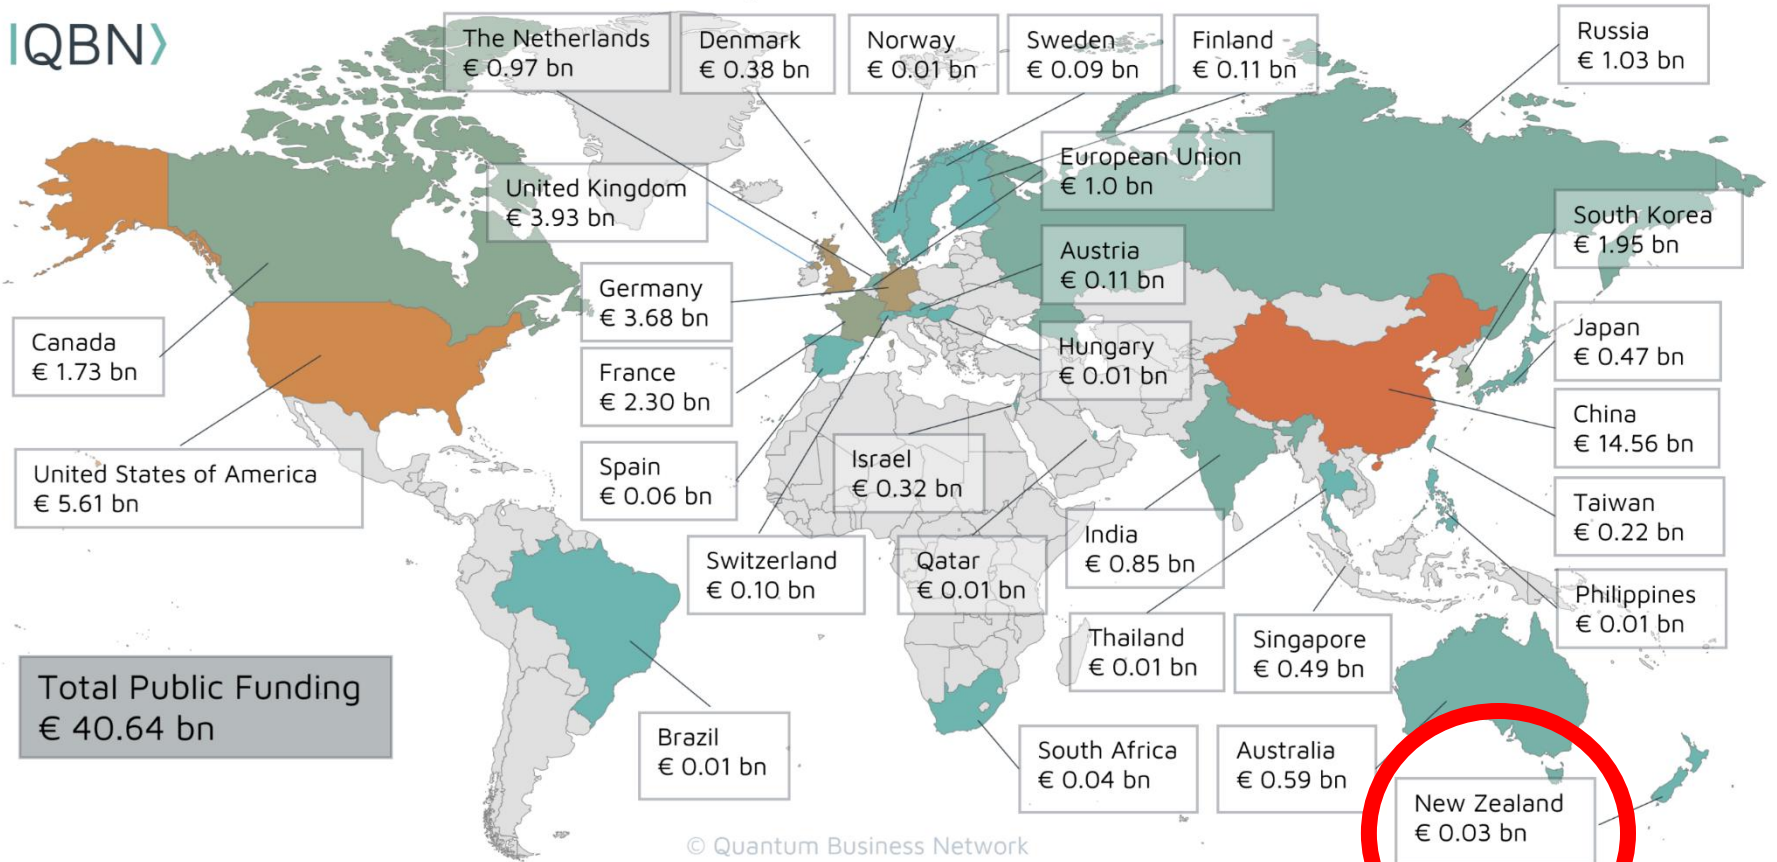 |QBN⟩
The Netherlands
€ 0.97 bn
Denmark
€ 0.38 bn
Norway
€ 0.01 bn
Sweden
€ 0.09 bn
Finland
€ 0.11 bn
Russia
€ 1.03 bn
European Union
€ 1.0 bn
United Kingdom
€ 3.93 bn
South Korea
€ 1.95 bn
Austria
€ 0.11 bn
Germany
€ 3.68 bn
Canada
€ 1.73 bn
Japan
€ 0.47 bn
Hungary
€ 0.01 bn
France
€ 2.30 bn
China
€ 14.56 bn
United States of America
€ 5.61 bn
Spain
€ 0.06 bn
Israel
€ 0.32 bn
Taiwan
€ 0.22 bn
India
€ 0.85 bn
Switzerland
€ 0.10 bn
Qatar
€ 0.01 bn
Philippines
€ 0.01 bn
Thailand
€ 0.01 bn
Singapore
€ 0.49 bn
Total Public Funding
€ 40.64 bn
Brazil
€ 0.01 bn
South Africa
€ 0.04 bn
Australia
€ 0.59 bn
New Zealand
€ 0.03 bn
© Quantum Business Network